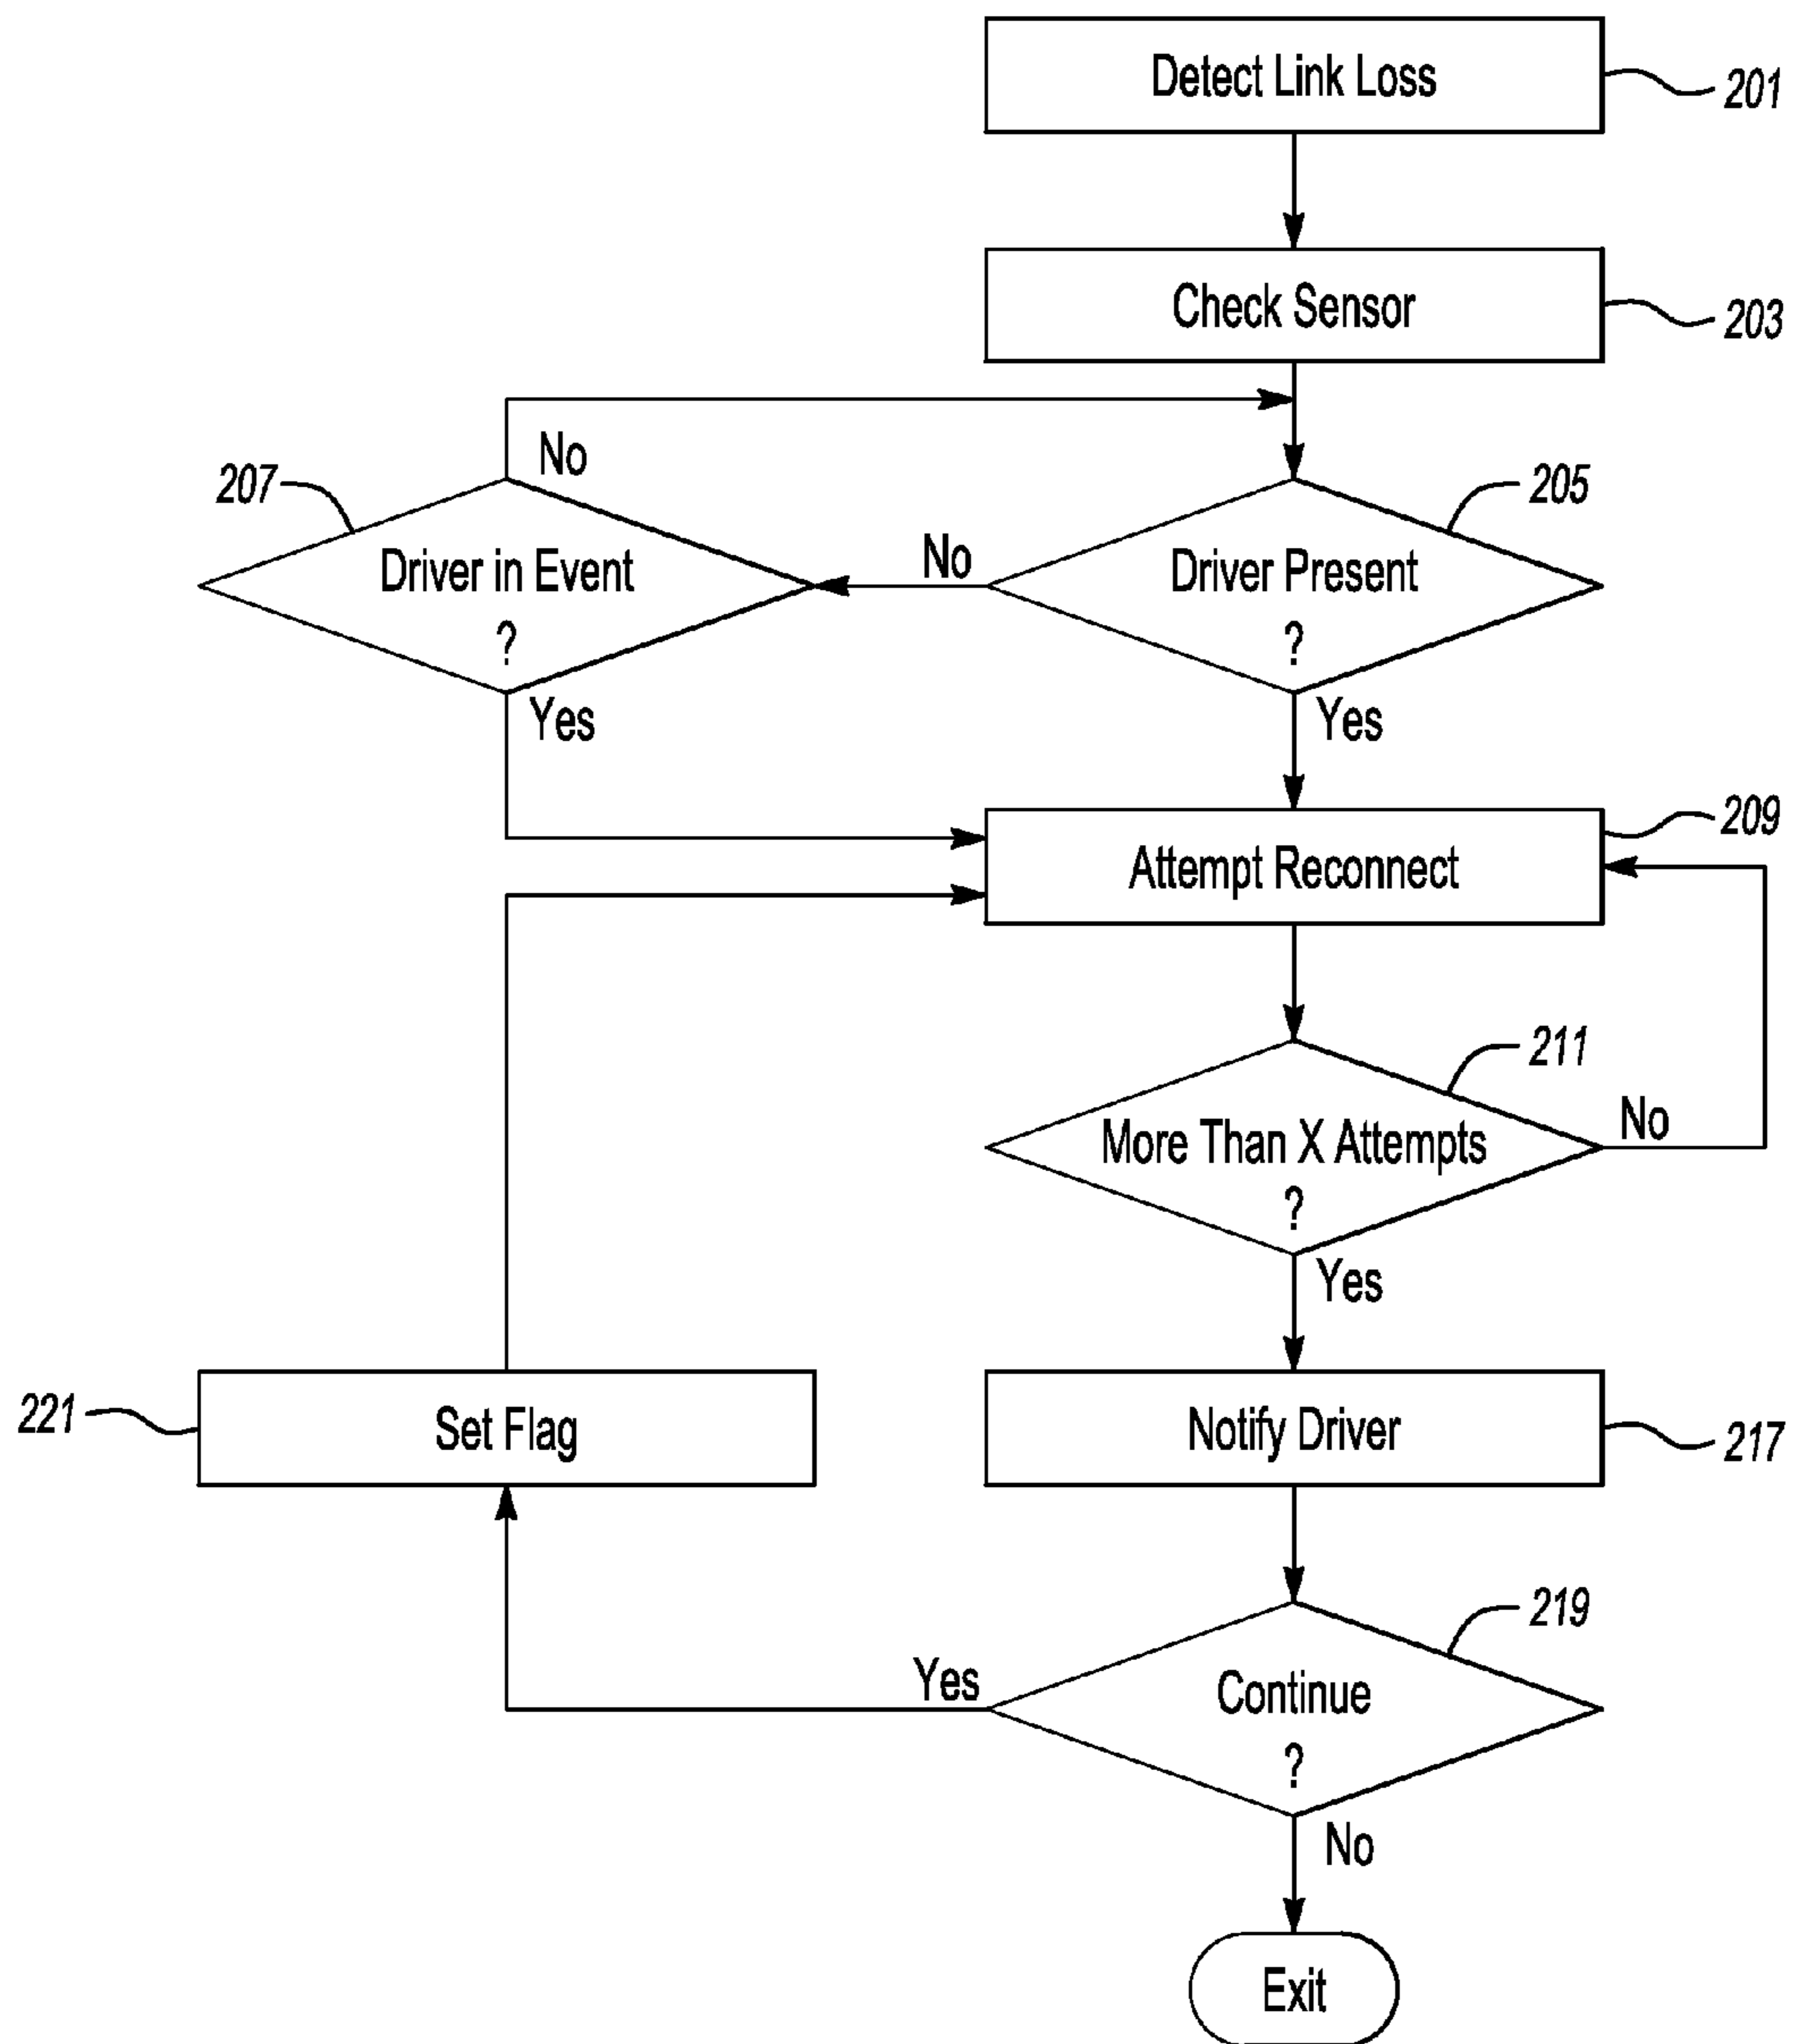 Detect Link Loss
201
Check Sensor
203
No
207
205
Driver in Event
?
No
Driver Present
?
Yes
Yes
209
Attempt Reconnect
211
More Than X Attempts
?
No
Yes
221
Set Flag
Notify Driver
217
219
Yes
Continue
?
No
Exit